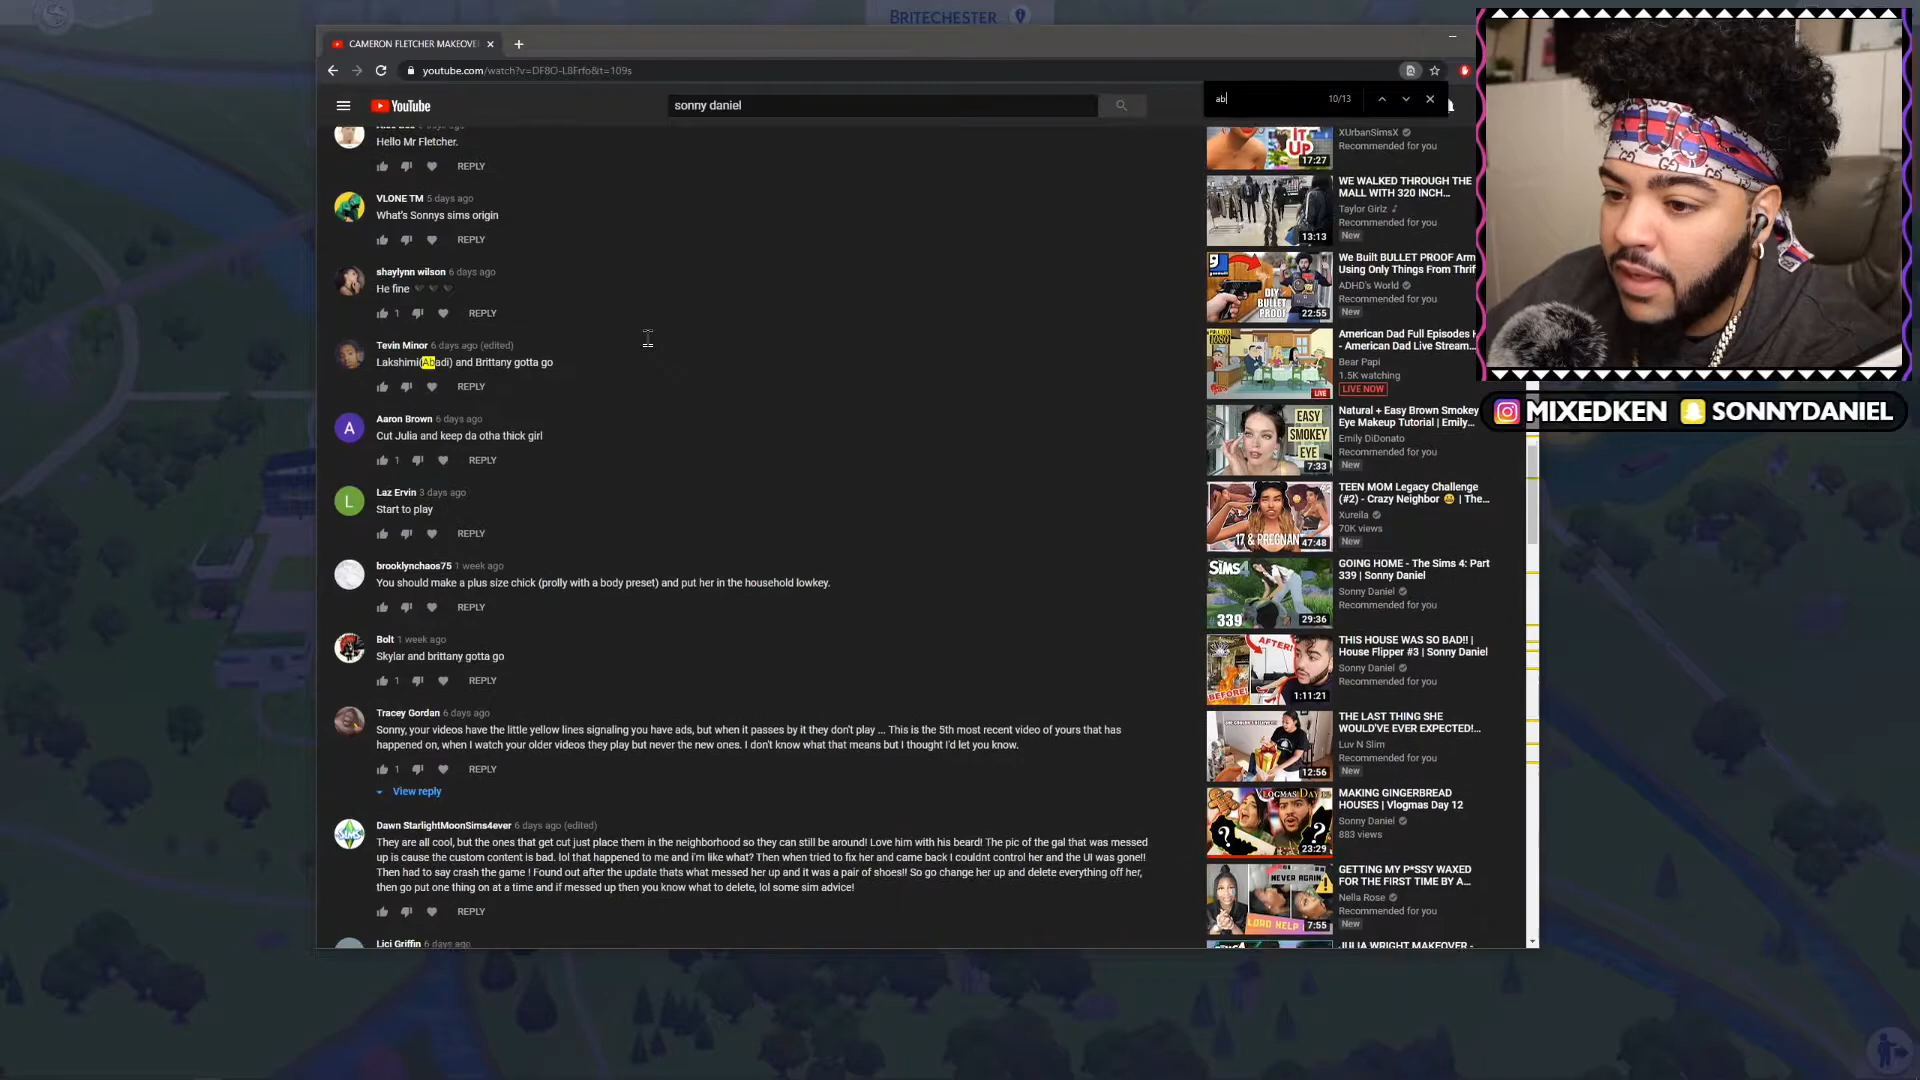 BRITECHESTER
CAMERON FLETCHER MAKEOVE
youtube.com/watch?v=DF8O-L8Frfo&t=109s
YouTube
sonny daniel
ab
10/13
Hello Mr Fletcher.
REPLY
VLONE TM 5 days ago
What's Sonnys sims origin
REPLY
shaylynn wilson 6 days ago
He fine
1 REPLY
Tevin Minor 6 days ago (edited)
Lakshimi(Abadi) and Brittany gotta go
REPLY
A
Aaron Brown 6 days ago
Cut Julia and keep da otha thick girl
1 REPLY
L
Laz Ervin 3 days ago
Start to play
REPLY
brooklynchaos75 1 week ago
You should make a plus size chick (prolly with a body preset) and put her in the household lowkey.
REPLY
Bolt 1 week ago
Skylar and brittany gotta go
1 REPLY
Tracey Gordan 6 days ago
Sonny, your videos have the little yellow lines signaling you have ads, but when it passes by it they don't play ... This is the 5th most recent video of yours that has
happened on, when I watch your older videos they play but never the new ones. I don't know what that means but I thought I'd let you know.
1 REPLY
View reply
Dawn StarlightMoonSims4ever 6 days ago (edited)
They are all cool, but the ones that get cut just place them in the neighborhood so they can still be around! Love him with his beard! The pic of the gal that was messed
up is cause the custom content is bad. lol that happened to me and i'm like what? Then when tried to fix her and came back I couldnt control her and the UI was gone!!
Then had to say crash the game ! Found out after the update thats what messed her up and it was a pair of shoes!! So go change her up and delete everything off her,
then go put one thing on at a time and if messed up then you know what to delete, lol some sim advice!
REPLY
Lici Griffin 6 days ago
IT
UP
17:27
XUrbanSimsX
Recommended for you
13:13
WE WALKED THROUGH THE
MALL WITH 320 INCH...
Taylor Girlz
Recommended for you
New
DIY
BULLET
PROOF
22:55
We Built BULLET PROOF Arm
Using Only Things From Thrif
ADHD's World
Recommended for you
New
LIVE
American Dad Full Episodes H
- American Dad Live Stream...
Bear Papi
1.5K watching
LIVE NOW
EASY
SMOKEY
EYE
7:33
Natural + Easy Brown Smokey
Eye Makeup Tutorial | Emily...
Emily DiDonato
Recommended for you
New
17 & PREGNAN
47:48
TEEN MOM Legacy Challenge
(#2) - Crazy Neighbor | The...
Xureila
70K views
New
SIMS4
#339
29:36
GOING HOME - The Sims 4: Part
339 | Sonny Daniel
Sonny Daniel
Recommended for you
AFTER!
BEFORE!
1:11:21
THIS HOUSE WAS SO BAD!! |
House Flipper #3 | Sonny Daniel
Sonny Daniel
Recommended for you
12:56
THE LAST THING SHE
WOULD'VE EVER EXPECTED!...
Luv N Slim
Recommended for you
New
VLOGMAS DAY 12
23:29
MAKING GINGERBREAD
HOUSES | Vlogmas Day 12
Sonny Daniel
883 views
NEVER AGAIN
LORD HELP
7:55
GETTING MY P*SSY WAXED
FOR THE FIRST TIME BY A...
Nella Rose
Recommended for you
New
JULIA WRIGHT MAKEOVER -
MIXEDKEN SONNYDANIEL